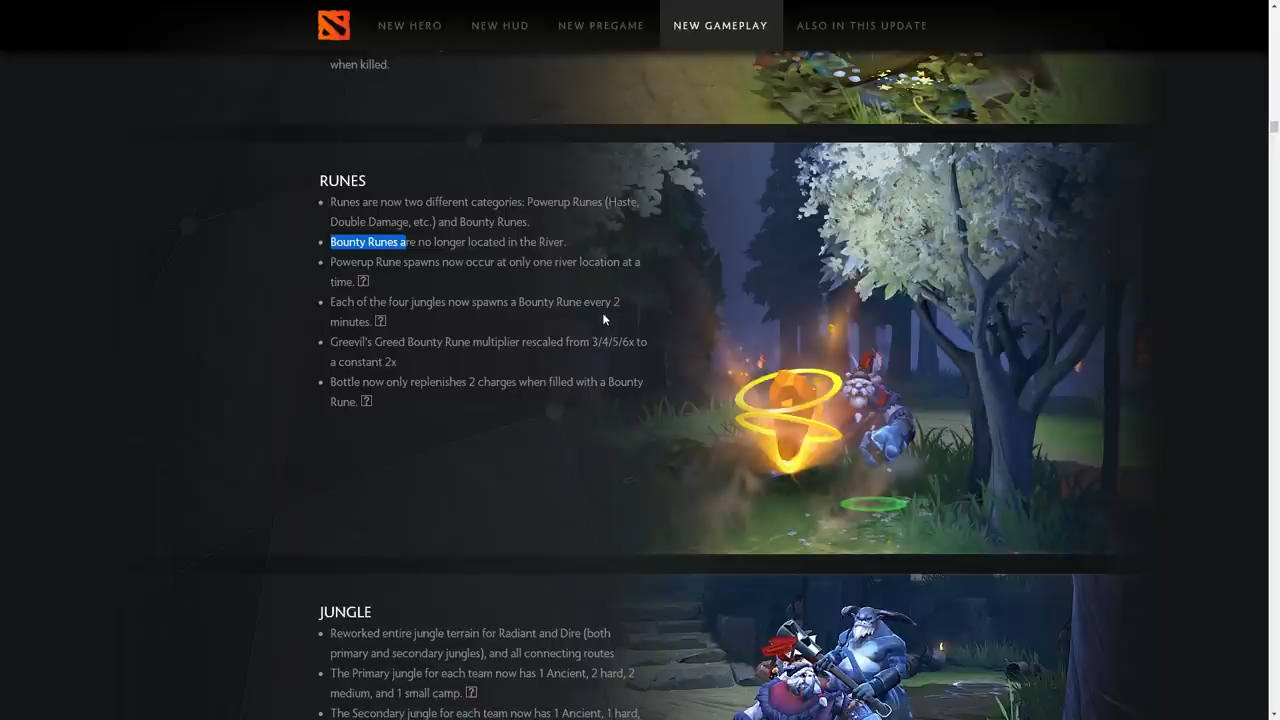 NEW HERO NEW HUD NEW PREGAME NEW GAMEPLAY ALSO IN THIS UPDATE
when killed.
RUNES
• Runes are now two different categories: Powerup Runes (Haste,
Double Damage, etc.) and Bounty Runes.
• Bounty Runes are no longer located in the River.
• Powerup Rune spawns now occur at only one river location at a
time. [?]
• Each of the four jungles now spawns a Bounty Rune every 2
minutes. [?]
• Greevil's Greed Bounty Rune multiplier rescaled from 3/4/5/6x to
a constant 2x
• Bottle now only replenishes 2 charges when filled with a Bounty
Rune. [?]
JUNGLE
• Reworked entire jungle terrain for Radiant and Dire (both
primary and secondary jungles), and all connecting routes
• The Primary jungle for each team now has 1 Ancient, 2 hard, 2
medium, and 1 small camp. [?]
• The Secondary jungle for each team now has 1 Ancient, 1 hard,